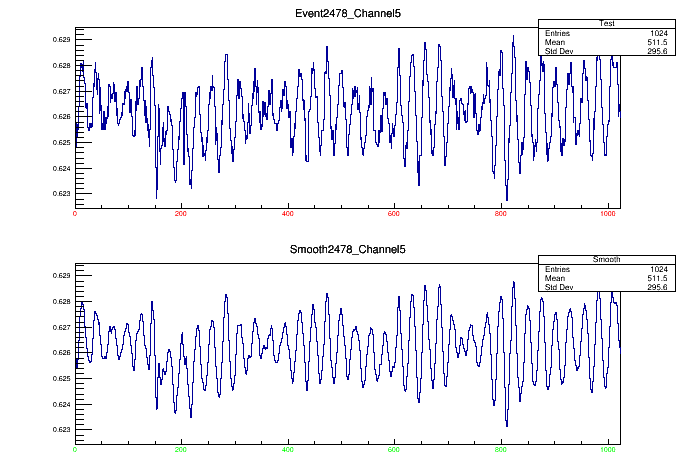 Event2478_Channel5
Test
Entries 1024
Mean 511.5
Std Dev 295.6
0.629
0.628
0.627
0.626
0.625
0.624
0.623
0 200 400 600 800 1000
Smooth2478_Channel5
Smooth
Entries 1024
Mean 511.5
Std Dev 295.6
0.629
0.628
0.627
0.626
0.625
0.624
0.623
0 200 400 600 800 1000